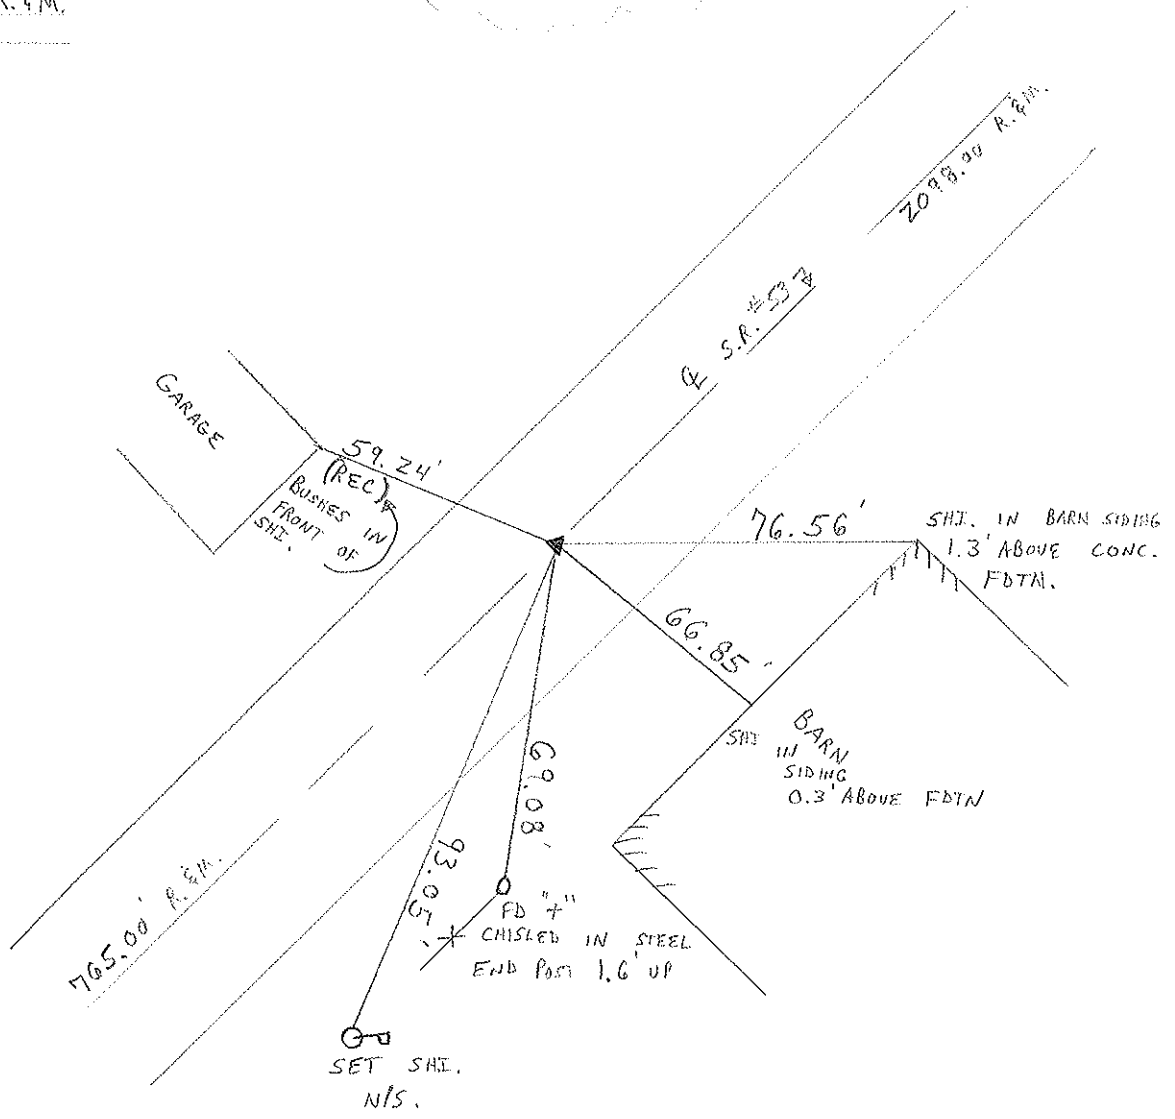 R. & M.
2098.00 R. & M.
℄ S.R. #53
GARAGE
59.24'
(REC)
BUSHES IN
FRONT OF
SHI.
76.56'
SHI. IN BARN SIDING
1.3' ABOVE CONC.
FDTN.
66.85'
BARN
SHI
IN
SIDING
0.3' ABOVE FDTN
69.08'
93.05'
765.00' R. & M.
FD "+"
CHISLED IN STEEL
END POST 1.6' UP
SET SHI.
N/S.